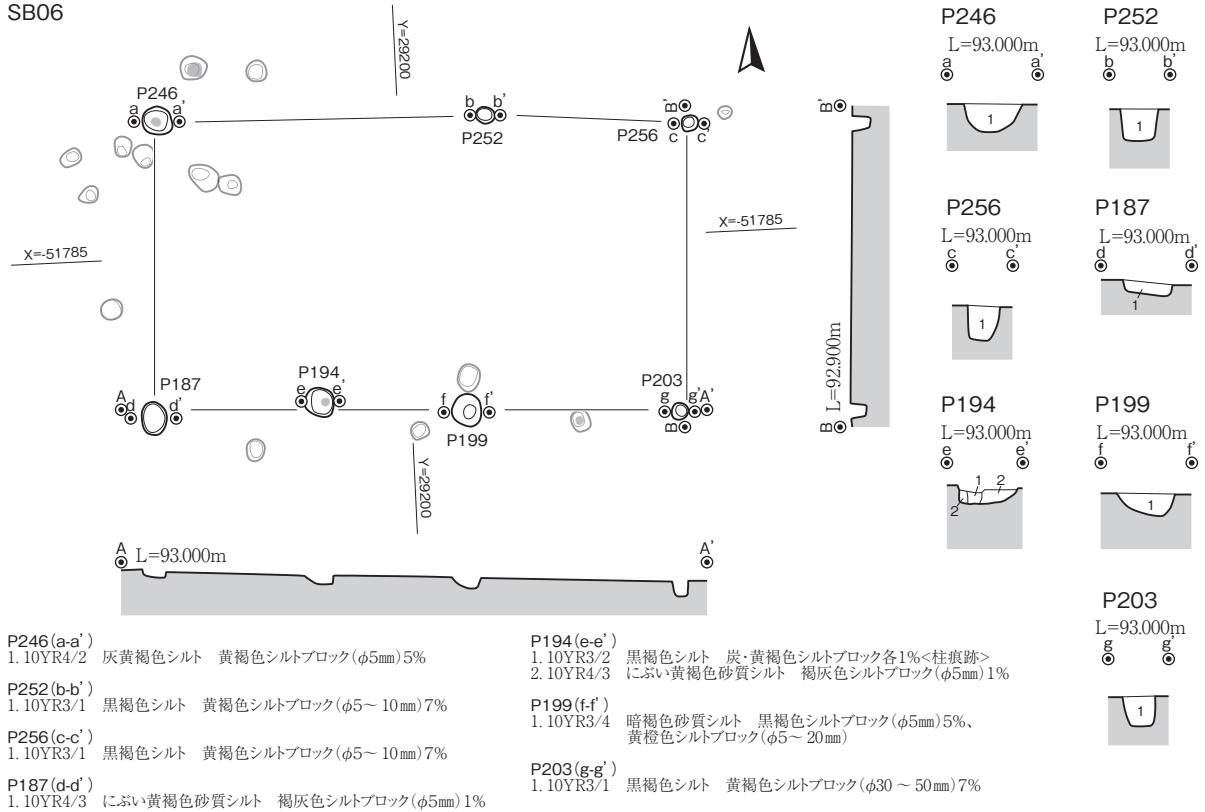 SB06
Y=29200
P246
a a'
b b'
P252
B'
P256
c c'
X=-51785
X=-51785
P187
A
d d'
P194
e e'
f f'
P199
P203
g g' A'
B
Y=29200
B'
B L=92.900m
A L=93.000m
A'
P246
L=93.000m
a a'
1
P252
L=93.000m
b b'
1
P256
L=93.000m
c c'
1
P187
L=93.000m
d d'
1
P194
L=93.000m
e e'
1 2
2
P199
L=93.000m
f f'
1
P203
L=93.000m
g g'
1
P246(a-a')
1. 10YR4/2 灰黄褐色シルト 黄褐色シルトブロック(φ5㎜)5%
P252(b-b')
1. 10YR3/1 黒褐色シルト 黄褐色シルトブロック(φ5～10㎜)7%
P256(c-c')
1. 10YR3/1 黒褐色シルト 黄褐色シルトブロック(φ5～10㎜)7%
P187(d-d')
1. 10YR4/3 にぶい黄褐色砂質シルト 褐灰色シルトブロック(φ5㎜)1%
P194(e-e')
1. 10YR3/2 黒褐色シルト 炭・黄褐色シルトブロック各1%<柱痕跡>
2. 10YR4/3 にぶい黄褐色砂質シルト 褐灰色シルトブロック(φ5㎜)1%
P199(f-f')
1. 10YR3/4 暗褐色砂質シルト 黒褐色シルトブロック(φ5㎜)5%、
黄橙色シルトブロック(φ5～20㎜)
P203(g-g')
1. 10YR3/1 黒褐色シルト 黄褐色シルトブロック(φ30～50㎜)7%